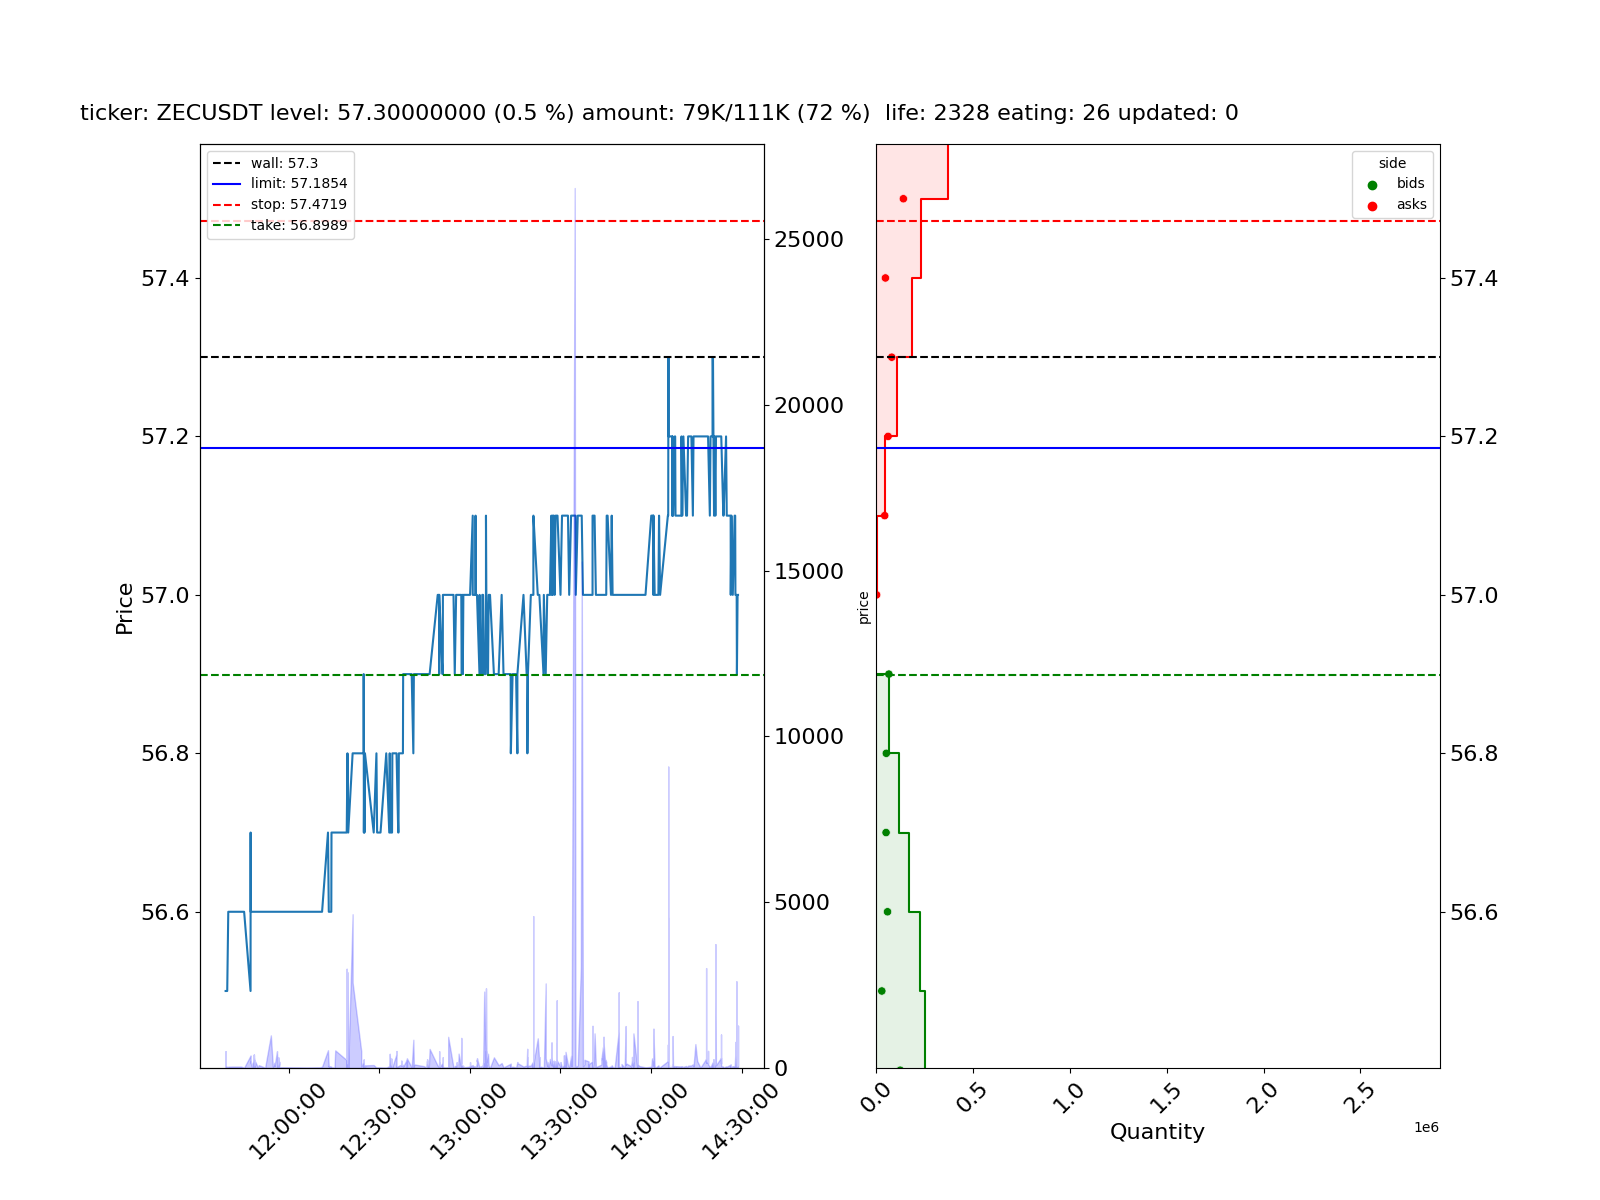 ticker: ZECUSDT level: 57.30000000 (0.5 %) amount: 79K/111K (72 %)  life: 2328 eating: 26 updated: 0
wall: 57.3
limit: 57.1854
stop: 57.4719
take: 56.8989
Price
57.4
57.2
57.0
56.8
56.6
25000
20000
15000
10000
5000
0
12:00:00
12:30:00
13:00:00
13:30:00
14:00:00
14:30:00
side
bids
asks
price
57.4
57.2
57.0
56.8
56.6
0.0
0.5
1.0
1.5
2.0
2.5
1e6
Quantity